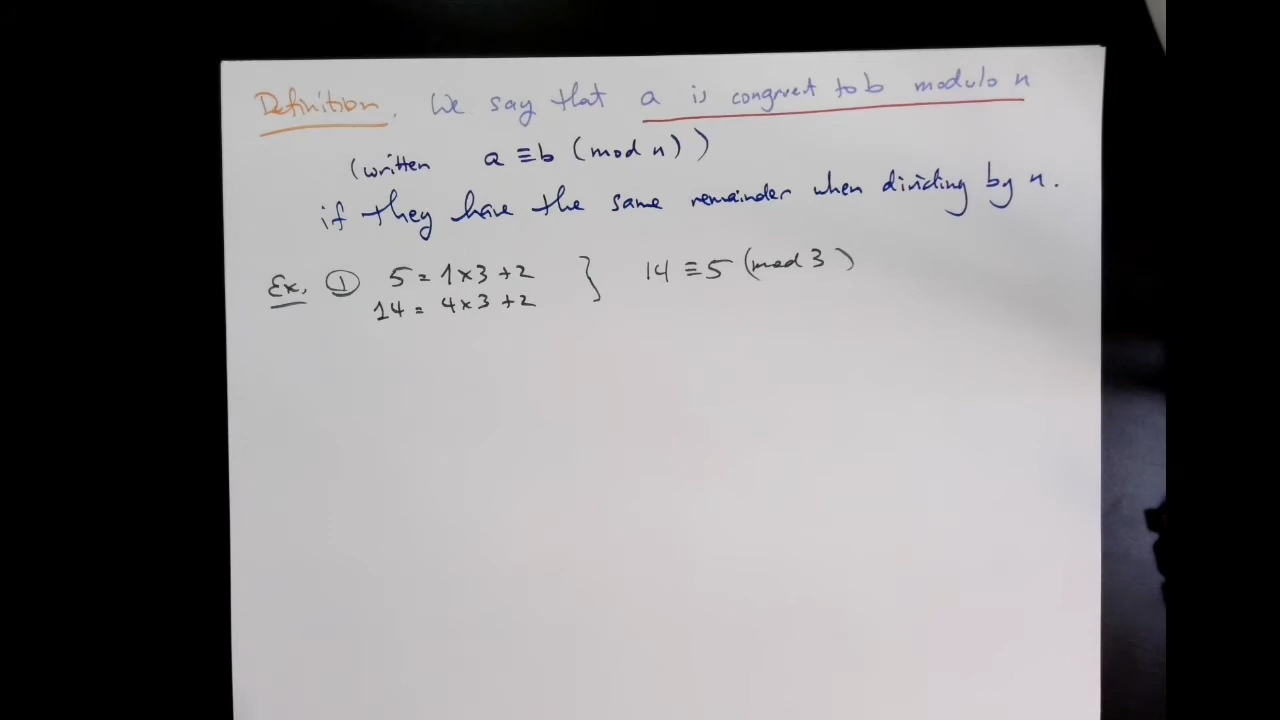 Definition. We say that a is congruent to b modulo n
(written a ≡ b (mod n))
if they have the same remainder when dividing by n.
Ex. ① 5 = 1×3 +2 } 14 ≡ 5 (mod 3)
14 = 4×3 +2